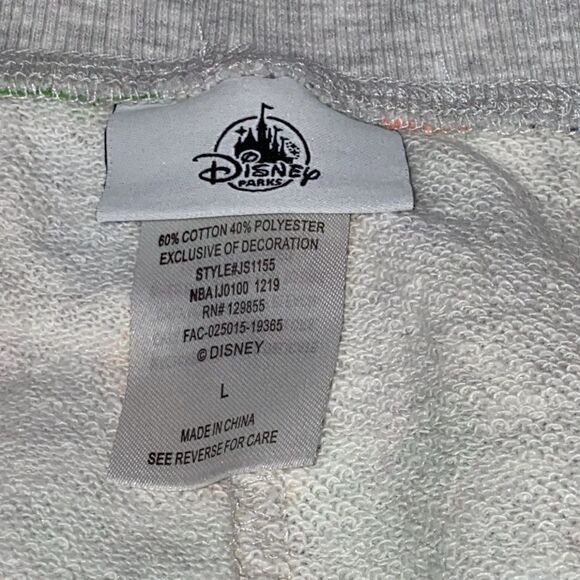 Disney
PARKS
60% COTTON 40% POLYESTER
EXCLUSIVE OF DECORATION
STYLE#JS1155
NBAIJ0100 1219
RN# 129855
FAC-025015-19365
© DISNEY
L
MADE IN CHINA
SEE REVERSE FOR CARE